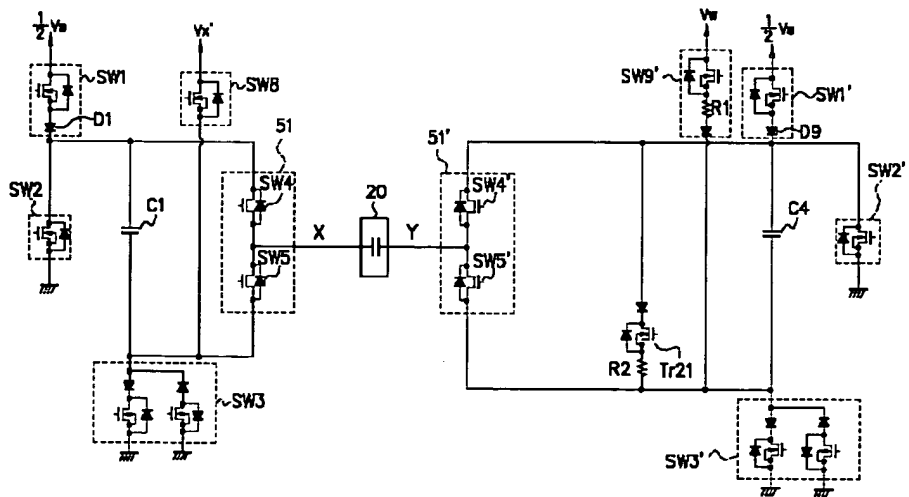 1/2 Vs
Vx'
Vw
1/2 Vs
SW1
SW8
SW9'
R1
SW1'
D1
D9
51
51'
SW2
C1
SW4
20
SW4'
C4
SW2'
X
Y
SW5
SW5'
R2
Tr21
SW3
SW3'